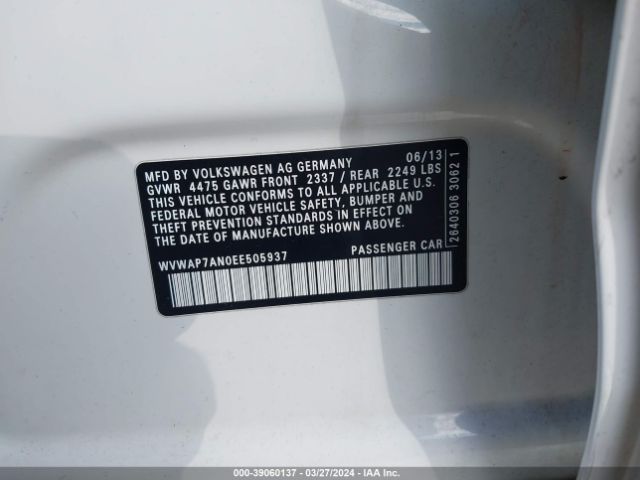 MFD BY VOLKSWAGEN AG GERMANY 06/13
GVWR 4475 GAWR FRONT 2337 / REAR 2249 LBS
THIS VEHICLE CONFORMS TO ALL APPLICABLE U.S.
FEDERAL MOTOR VEHICLE SAFETY, BUMPER AND
THEFT PREVENTION STANDARDS IN EFFECT ON
THE DATE OF MANUFACTURE SHOWN ABOVE.
WVWAP7AN0EE505937 PASSENGER CAR
2640306 3062 1
000-39060137 - 03/27/2024 - IAA Inc.